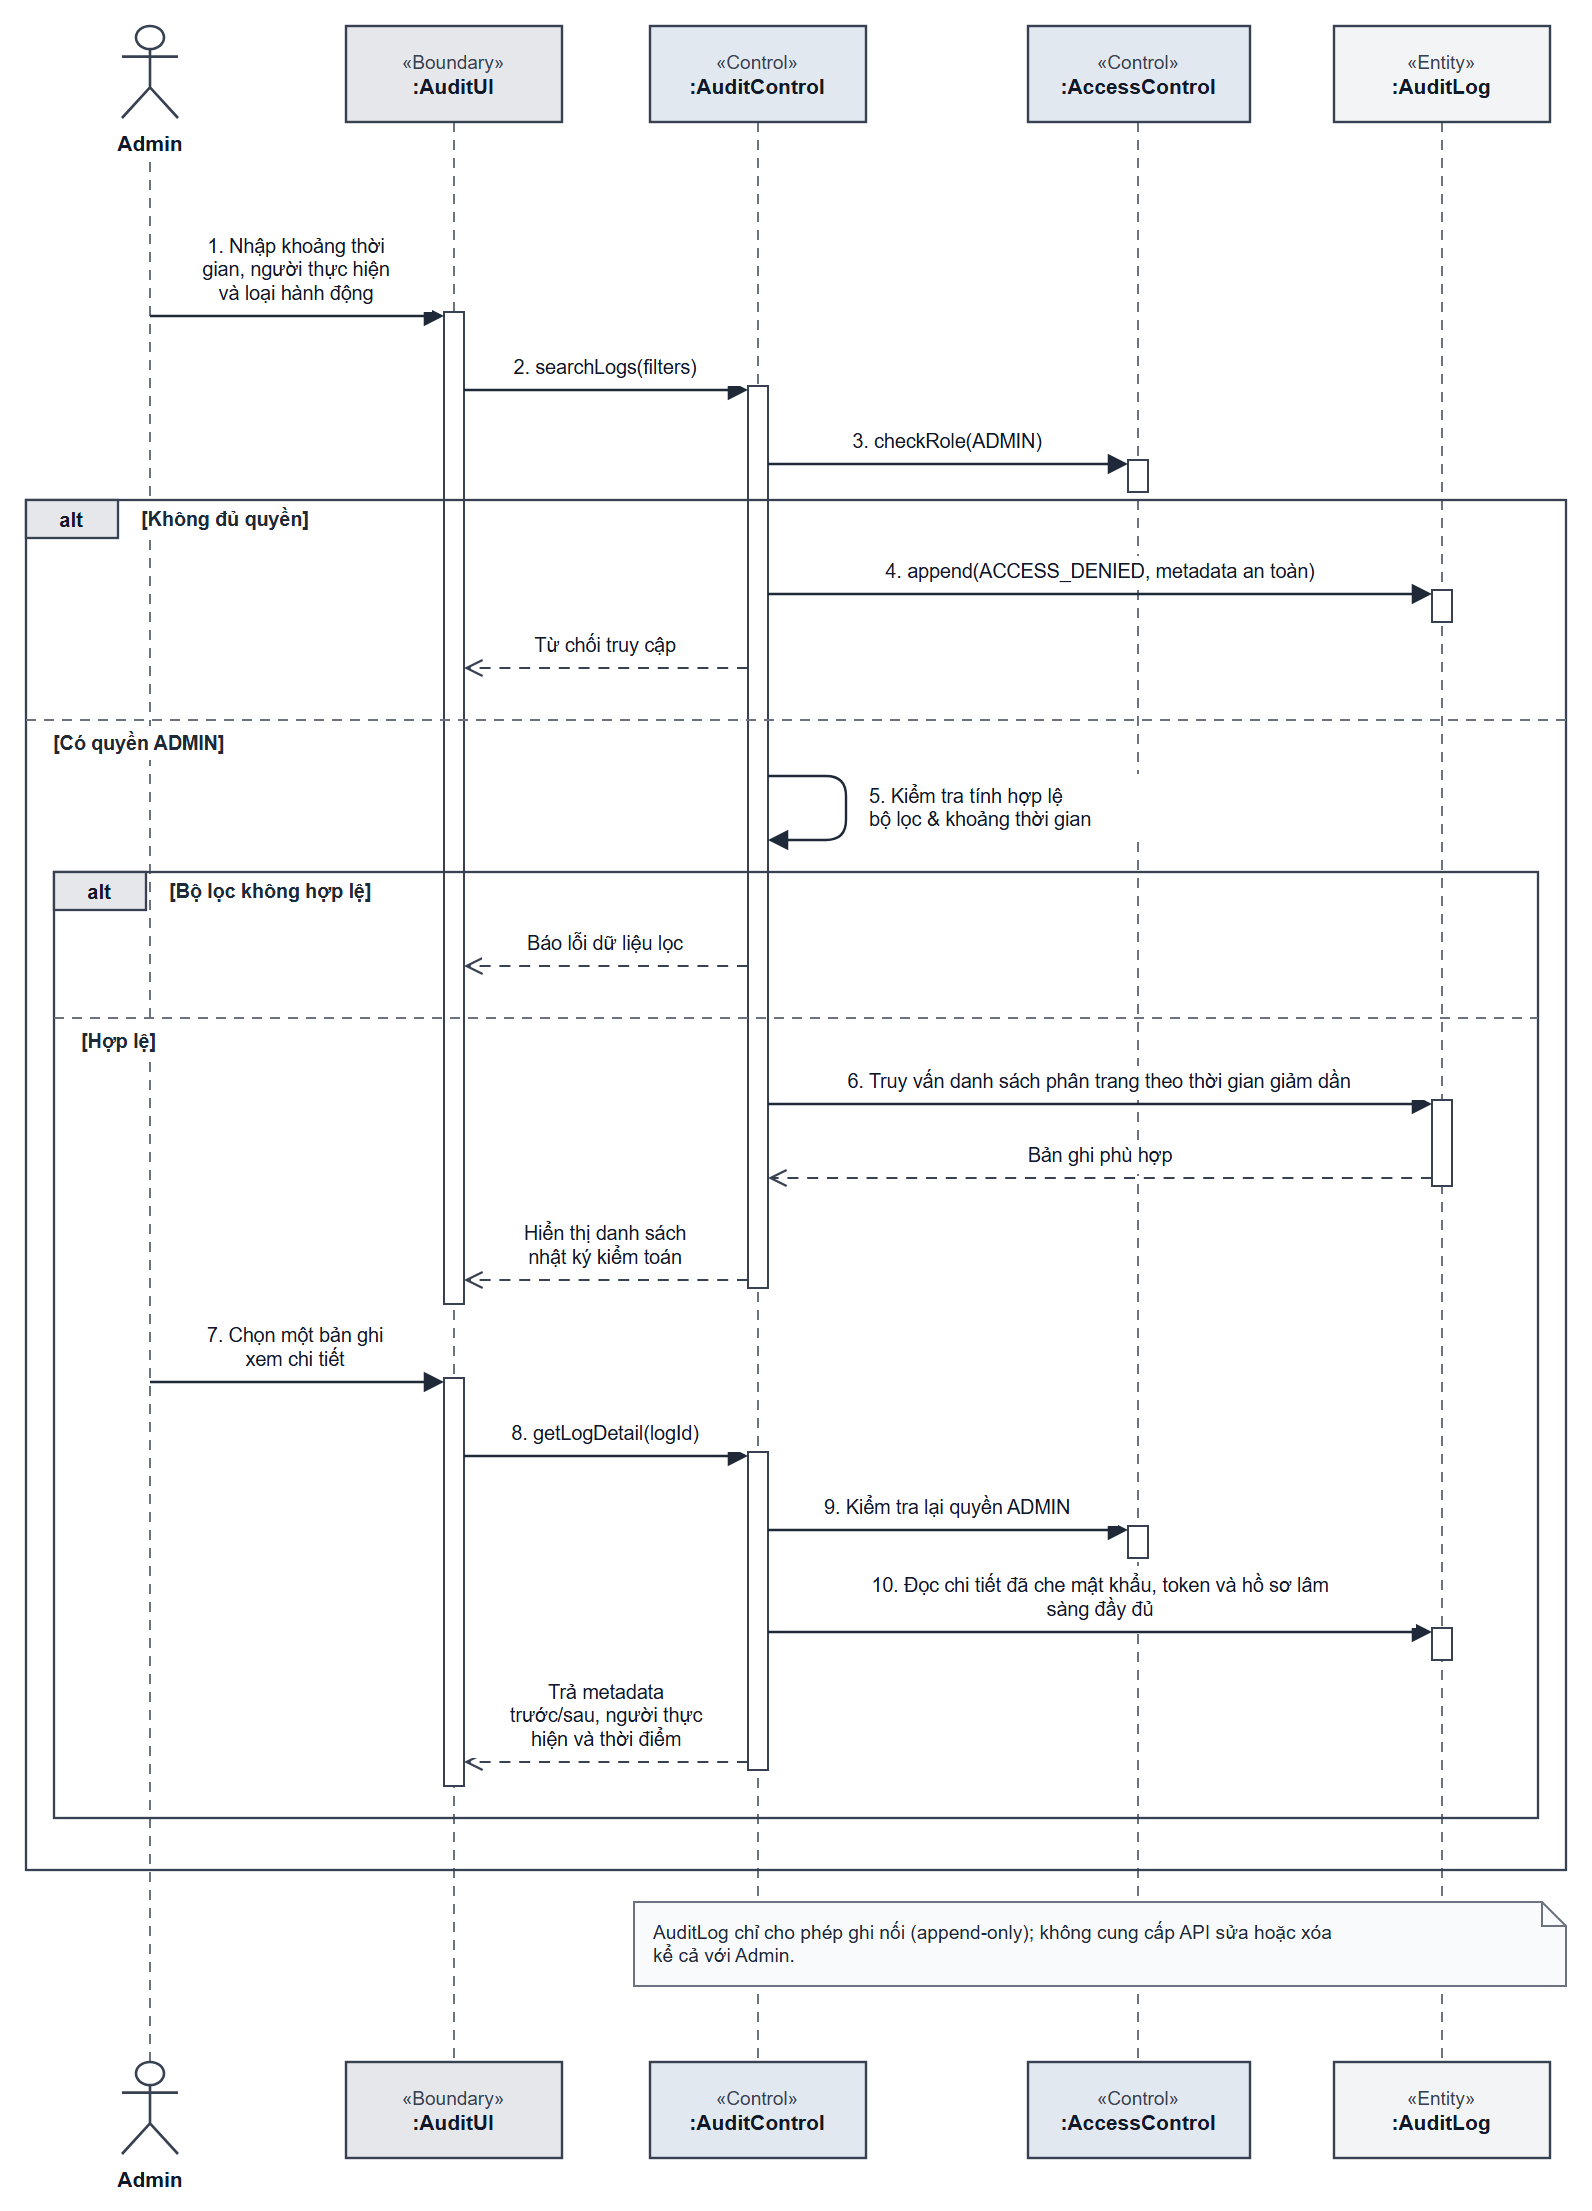 Admin
«Boundary»
:AuditUI
«Control»
:AuditControl
«Control»
:AccessControl
«Entity»
:AuditLog
1. Nhập khoảng thời
gian, người thực hiện
và loại hành động
2. searchLogs(filters)
3. checkRole(ADMIN)
alt
[Không đủ quyền]
4. append(ACCESS_DENIED, metadata an toàn)
Từ chối truy cập
[Có quyền ADMIN]
5. Kiểm tra tính hợp lệ
bộ lọc & khoảng thời gian
alt
[Bộ lọc không hợp lệ]
Báo lỗi dữ liệu lọc
[Hợp lệ]
6. Truy vấn danh sách phân trang theo thời gian giảm dần
Bản ghi phù hợp
Hiển thị danh sách
nhật ký kiểm toán
7. Chọn một bản ghi
xem chi tiết
8. getLogDetail(logId)
9. Kiểm tra lại quyền ADMIN
10. Đọc chi tiết đã che mật khẩu, token và hồ sơ lâm
sàng đầy đủ
Trả metadata
trước/sau, người thực
hiện và thời điểm
AuditLog chỉ cho phép ghi nối (append-only); không cung cấp API sửa hoặc xóa
kể cả với Admin.
Admin
«Boundary»
:AuditUI
«Control»
:AuditControl
«Control»
:AccessControl
«Entity»
:AuditLog